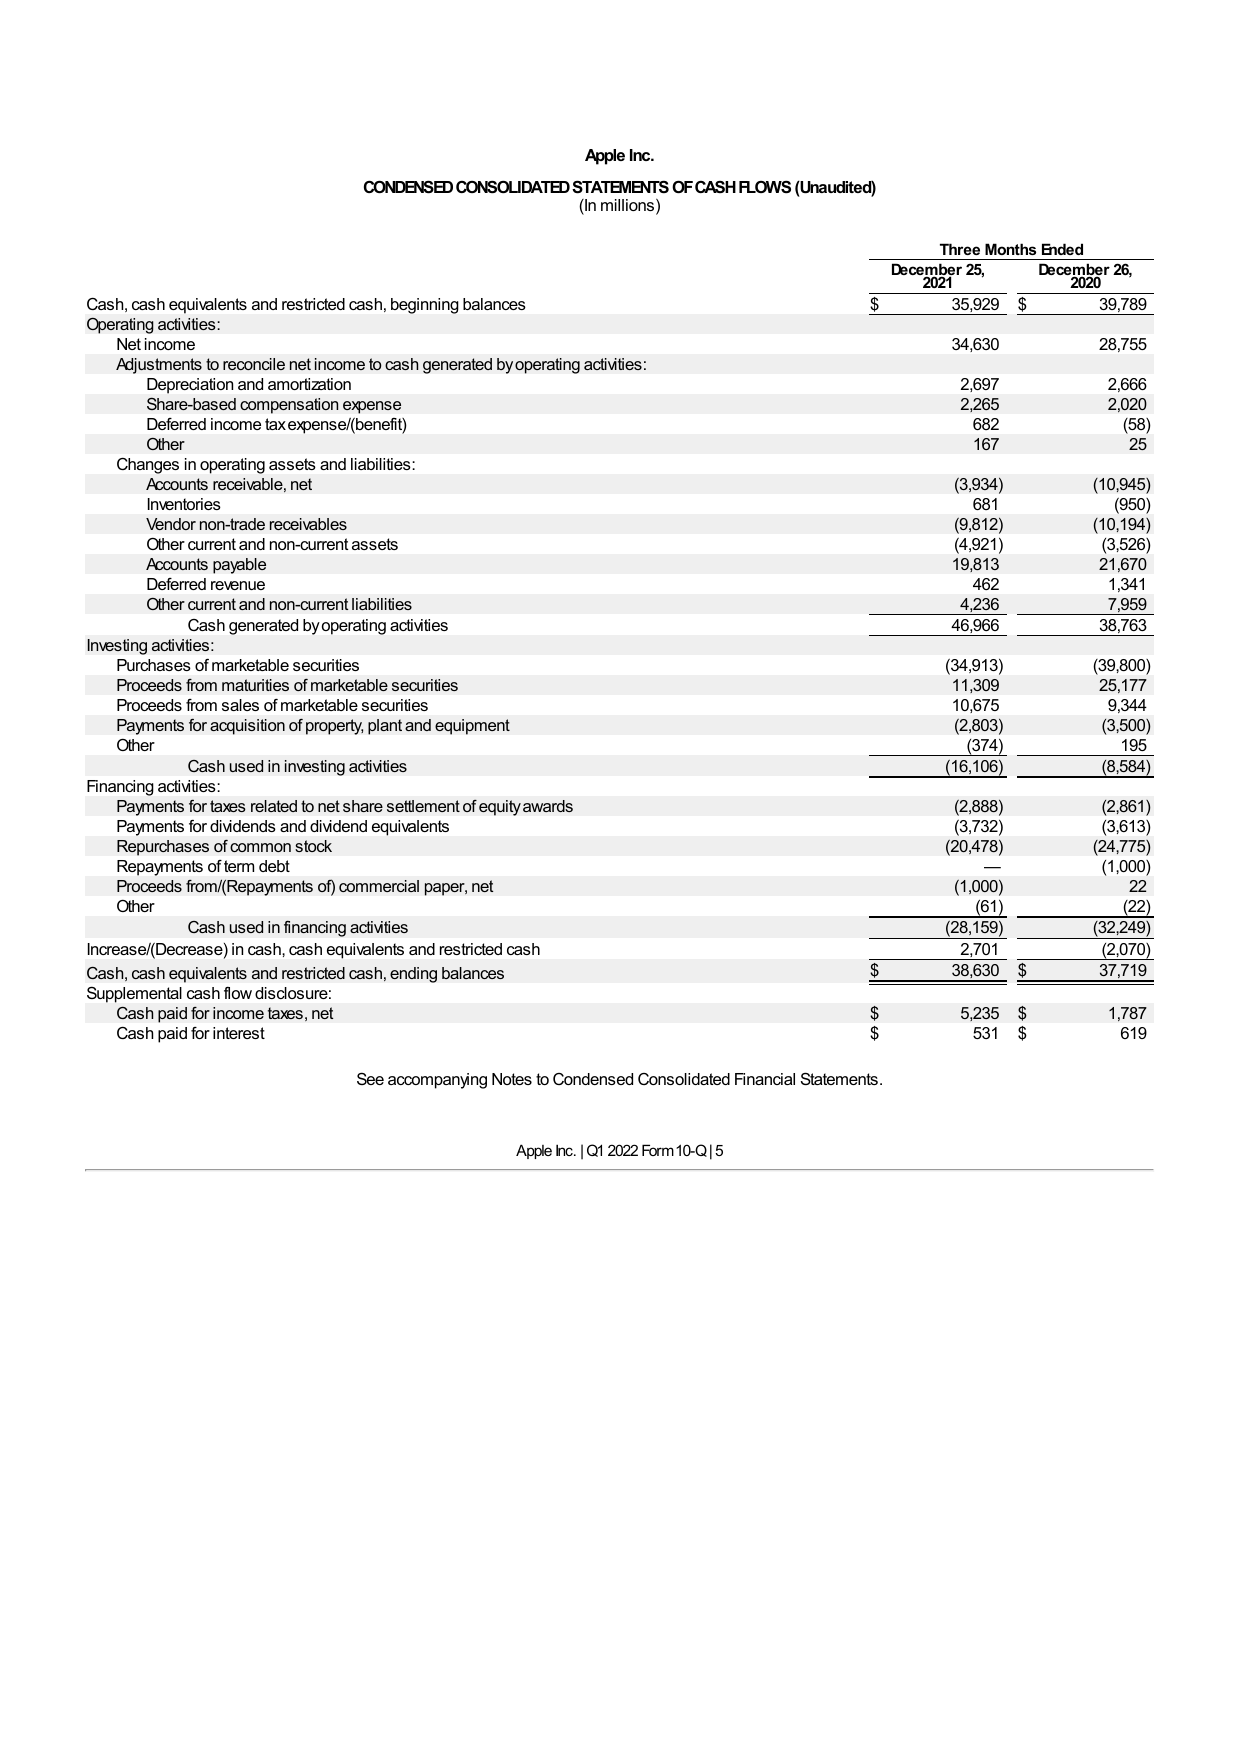 Apple Inc.
CONDENSED CONSOLIDATED STATEMENTS OF CASH FLOWS (Unaudited)
(In millions)
Three Months Ended
December 25, 2021 December 26, 2020
Cash, cash equivalents and restricted cash, beginning balances $ 35,929 $ 39,789
Operating activities:
Net income 34,630 28,755
Adjustments to reconcile net income to cash generated by operating activities:
Depreciation and amortization 2,697 2,666
Share-based compensation expense 2,265 2,020
Deferred income tax expense/(benefit) 682 (58)
Other 167 25
Changes in operating assets and liabilities:
Accounts receivable, net (3,934) (10,945)
Inventories 681 (950)
Vendor non-trade receivables (9,812) (10,194)
Other current and non-current assets (4,921) (3,526)
Accounts payable 19,813 21,670
Deferred revenue 462 1,341
Other current and non-current liabilities 4,236 7,959
Cash generated by operating activities 46,966 38,763
Investing activities:
Purchases of marketable securities (34,913) (39,800)
Proceeds from maturities of marketable securities 11,309 25,177
Proceeds from sales of marketable securities 10,675 9,344
Payments for acquisition of property, plant and equipment (2,803) (3,500)
Other (374) 195
Cash used in investing activities (16,106) (8,584)
Financing activities:
Payments for taxes related to net share settlement of equity awards (2,888) (2,861)
Payments for dividends and dividend equivalents (3,732) (3,613)
Repurchases of common stock (20,478) (24,775)
Repayments of term debt — (1,000)
Proceeds from/(Repayments of) commercial paper, net (1,000) 22
Other (61) (22)
Cash used in financing activities (28,159) (32,249)
Increase/(Decrease) in cash, cash equivalents and restricted cash 2,701 (2,070)
Cash, cash equivalents and restricted cash, ending balances $ 38,630 $ 37,719
Supplemental cash flow disclosure:
Cash paid for income taxes, net $ 5,235 $ 1,787
Cash paid for interest $ 531 $ 619
See accompanying Notes to Condensed Consolidated Financial Statements.
Apple Inc. | Q1 2022 Form 10-Q | 5